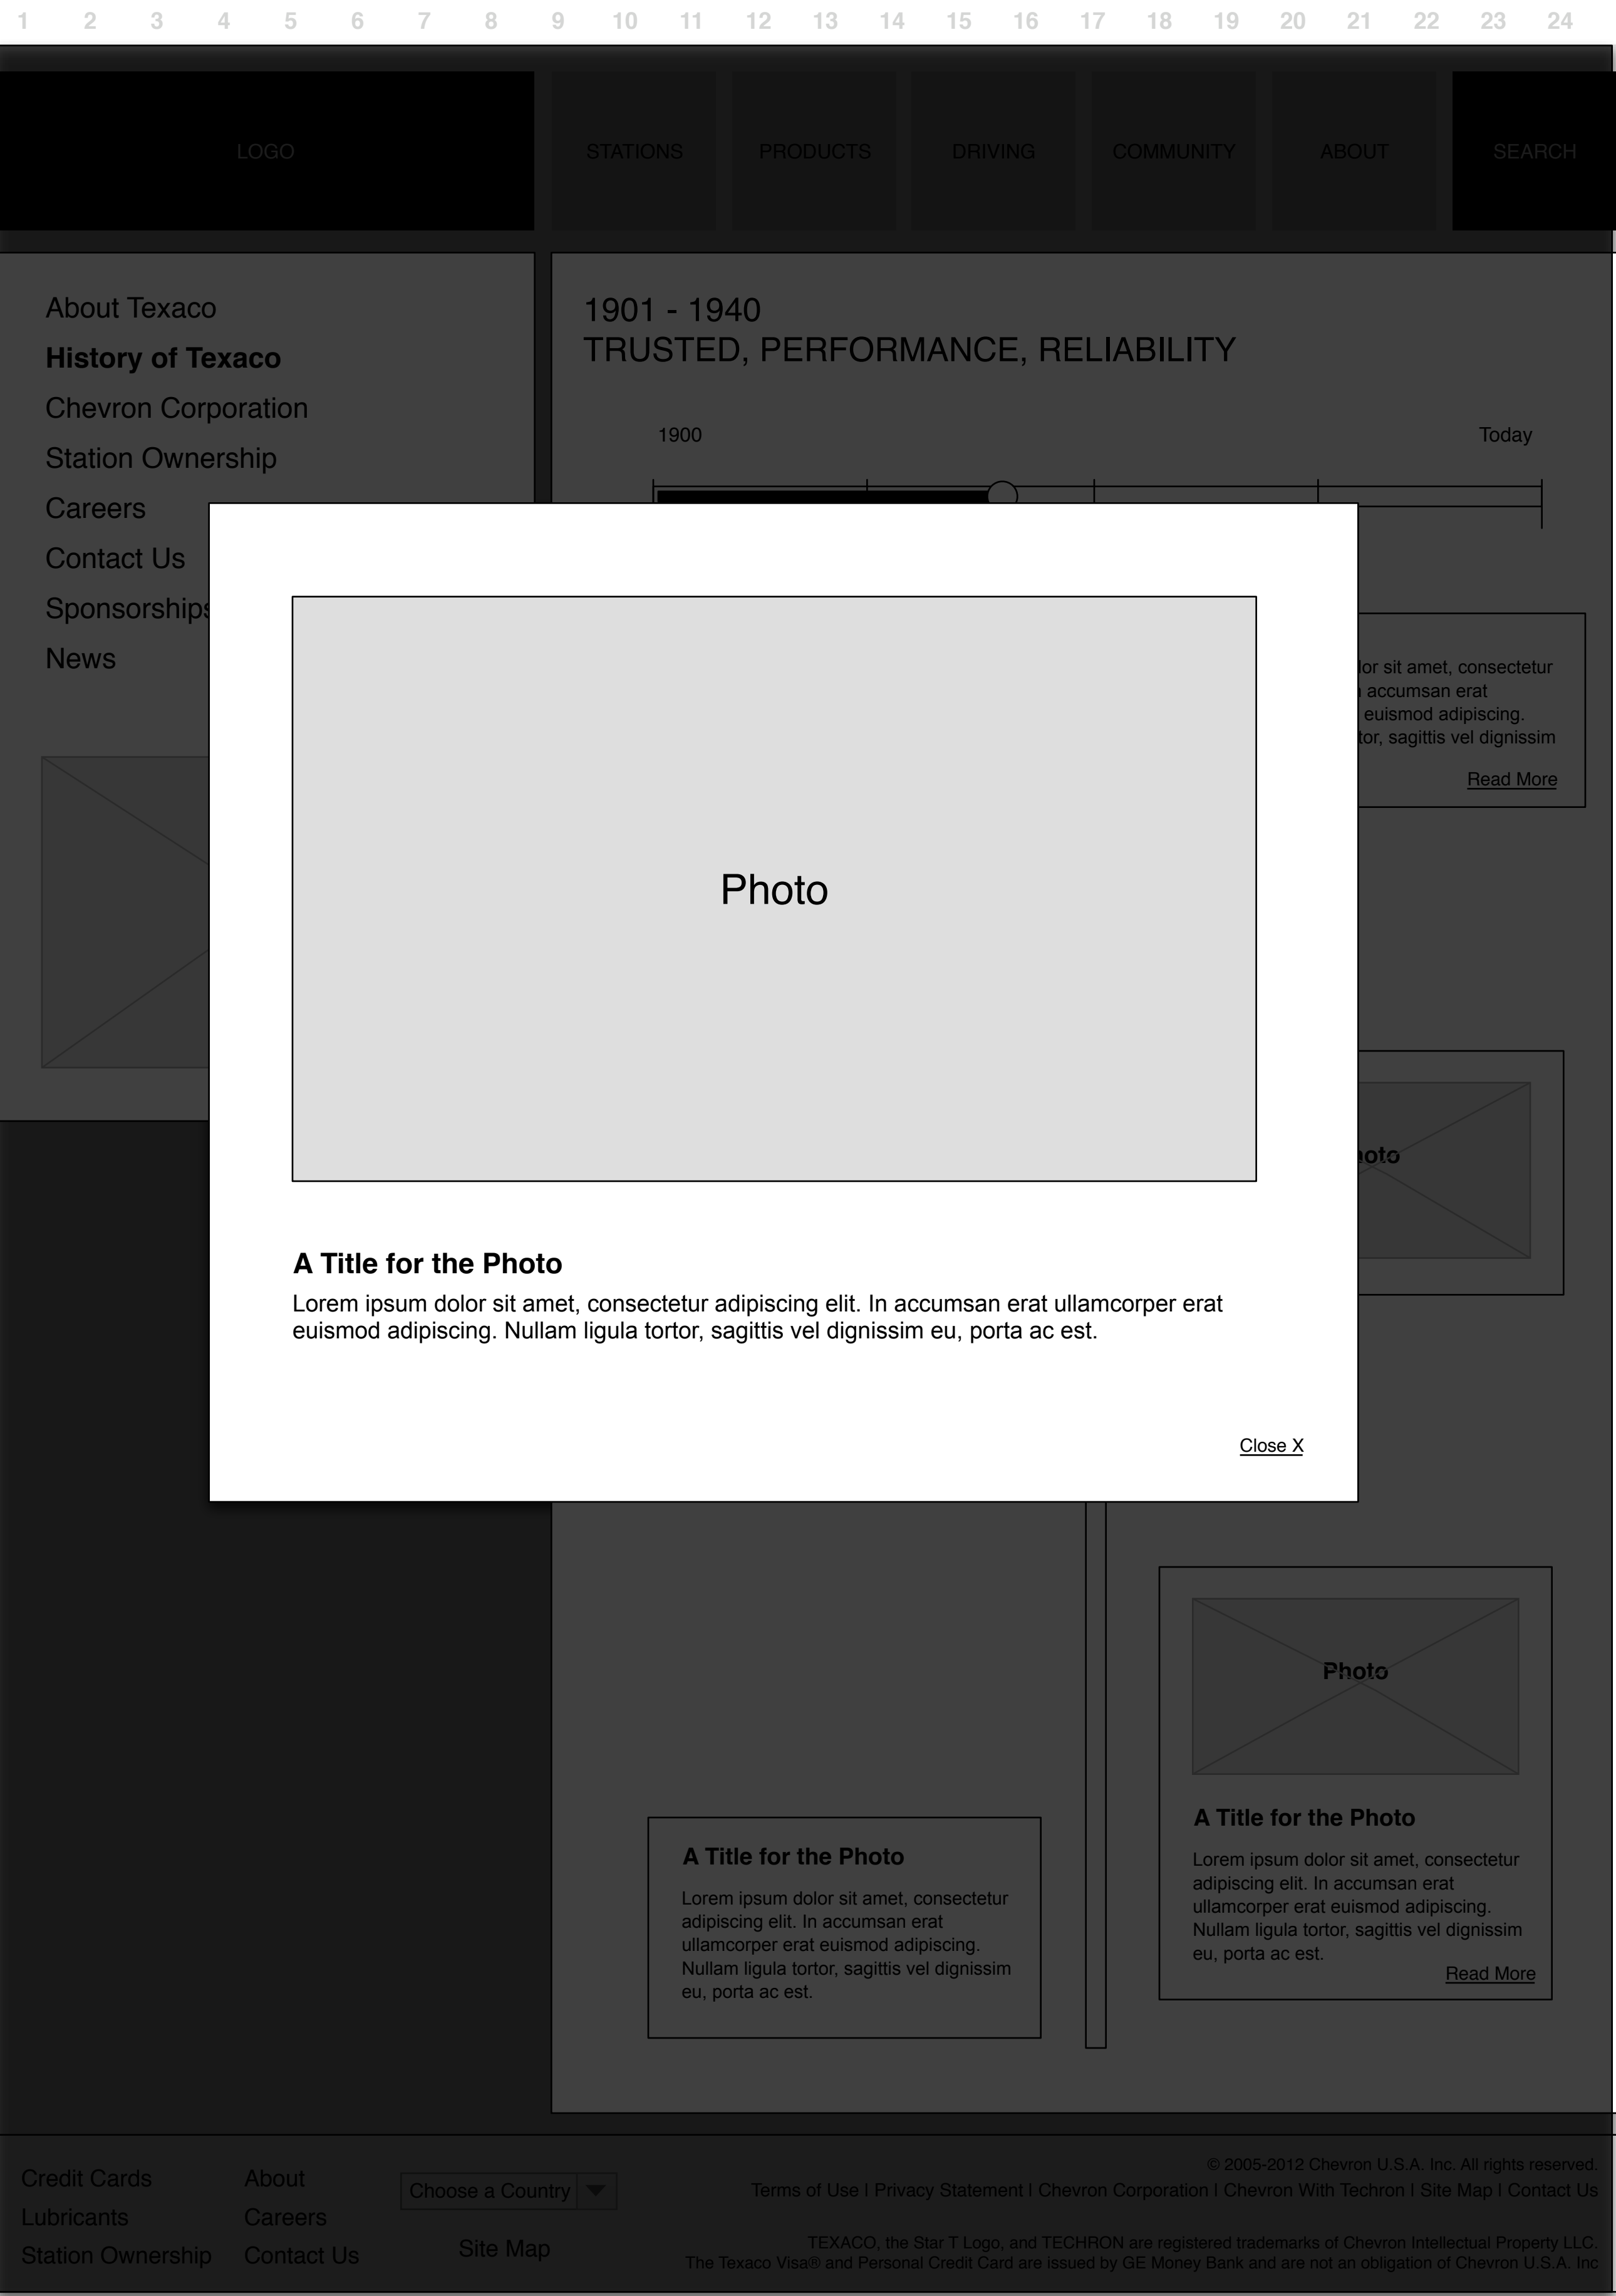 1 2 3 4 5 6 7 8 9 10 11 12 13 14 15 16 17 18 19 20 21 22 23 24
LOGO STATIONS PRODUCTS DRIVING COMMUNITY ABOUT SEARCH
About Texaco
History of Texaco
Chevron Corporation
Station Ownership
Careers
Contact Us
Sponsorships
News
1901 - 1940
TRUSTED, PERFORMANCE, RELIABILITY
1900 Today
sit amet, consectetur
accumsan erat
euismod adipiscing.
sagittis vel dignissim
Read More
Photo
A Title for the Photo
Lorem ipsum dolor sit amet, consectetur adipiscing elit. In accumsan erat ullamcorper erat
euismod adipiscing. Nullam ligula tortor, sagittis vel dignissim eu, porta ac est.
Close X
A Title for the Photo
Lorem ipsum dolor sit amet, consectetur
adipiscing elit. In accumsan erat
ullamcorper erat euismod adipiscing.
Nullam ligula tortor, sagittis vel dignissim
eu, porta ac est.
Photo
A Title for the Photo
Lorem ipsum dolor sit amet, consectetur
adipiscing elit. In accumsan erat
ullamcorper erat euismod adipiscing.
Nullam ligula tortor, sagittis vel dignissim
eu, porta ac est.
Read More
Credit Cards
Lubricants
Station Ownership
About
Careers
Contact Us
Choose a Country
Site Map
© 2005-2012 Chevron U.S.A. Inc. All rights reserved.
Terms of Use | Privacy Statement | Chevron Corporation | Chevron With Techron | Site Map | Contact Us
TEXACO, the Star T Logo, and TECHRON are registered trademarks of Chevron Intellectual Property LLC.
The Texaco Visa® and Personal Credit Card are issued by GE Money Bank and are not an obligation of Chevron U.S.A. Inc